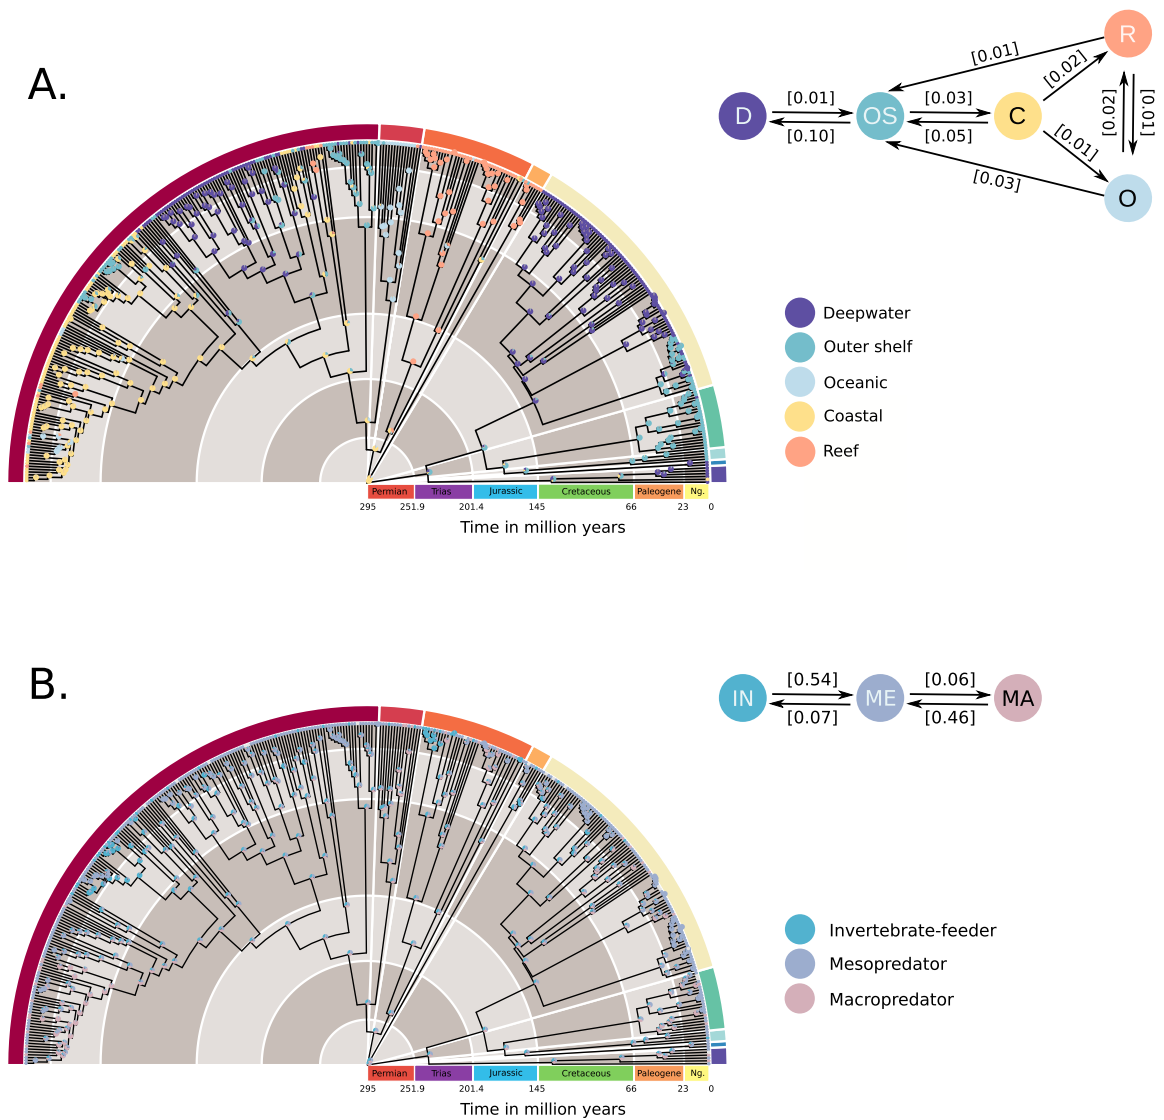 A.
R
[0.01]
[0.02]
D
[0.01]
[0.10]
OS
[0.03]
[0.05]
C
[0.02]
[0.01]
[0.01]
[0.03]
O
Deepwater
Outer shelf
Oceanic
Coastal
Reef
Permian Trias Jurassic Cretaceous Paleogene Ng.
295 251.9 201.4 145 66 23 0
Time in million years
B.
IN
[0.54]
[0.07]
ME
[0.06]
[0.46]
MA
Invertebrate-feeder
Mesopredator
Macropredator
Permian Trias Jurassic Cretaceous Paleogene Ng.
295 251.9 201.4 145 66 23 0
Time in million years